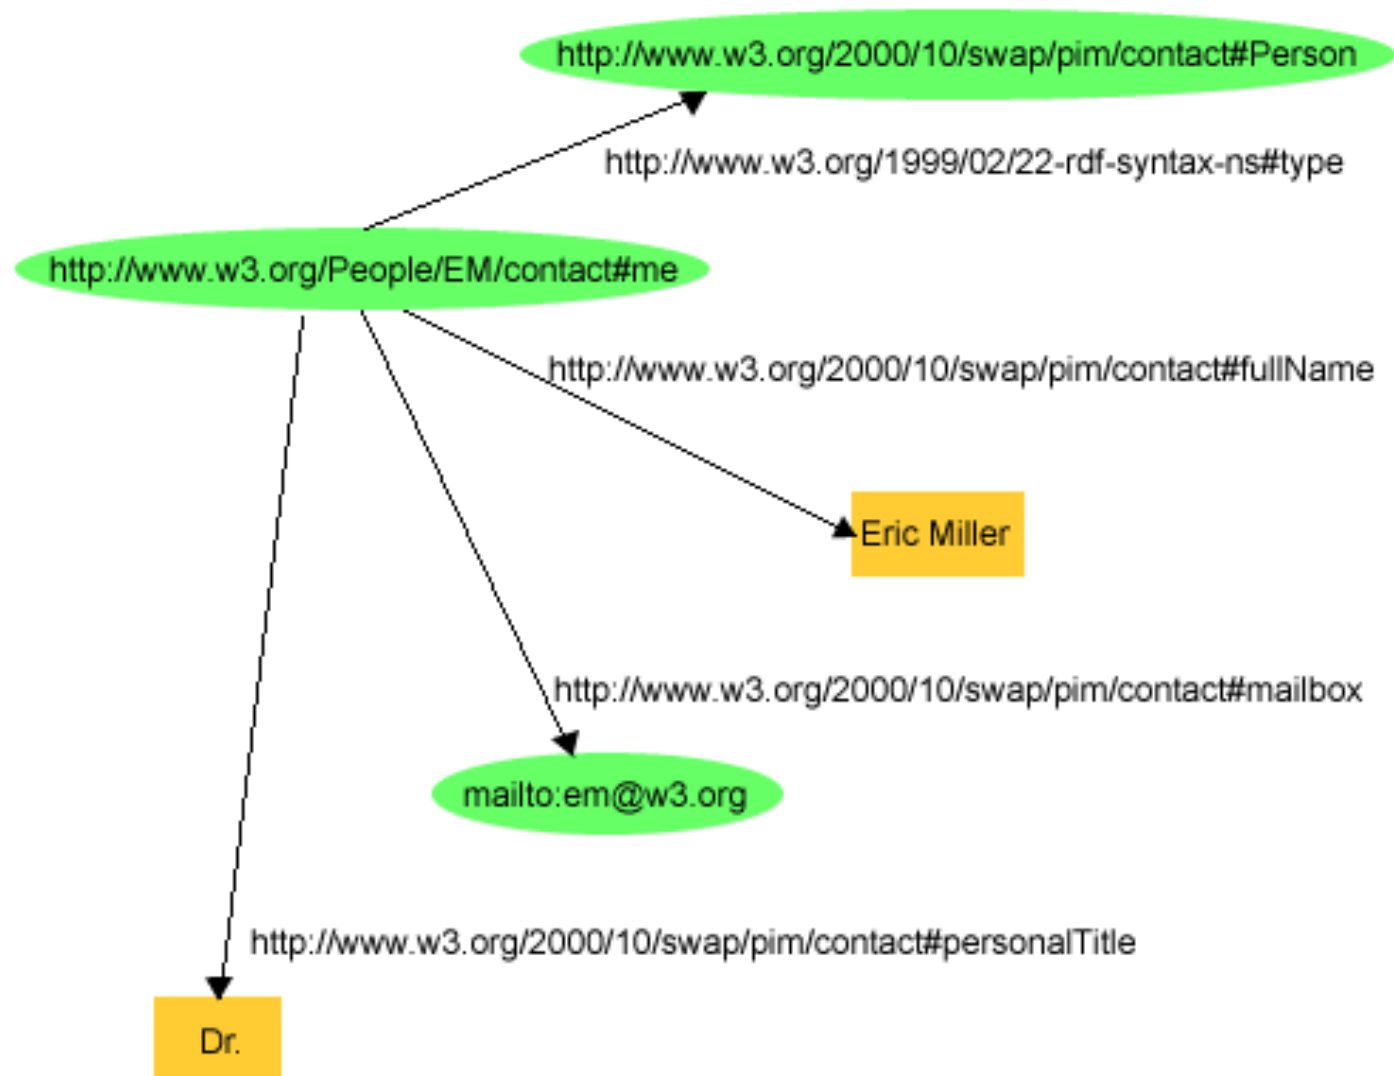 http://www.w3.org/2000/10/swap/pim/contact#Person
http://www.w3.org/1999/02/22-rdf-syntax-ns#type
http://www.w3.org/People/EM/contact#me
http://www.w3.org/2000/10/swap/pim/contact#fullName
Eric Miller
http://www.w3.org/2000/10/swap/pim/contact#mailbox
mailto:em@w3.org
http://www.w3.org/2000/10/swap/pim/contact#personalTitle
Dr.